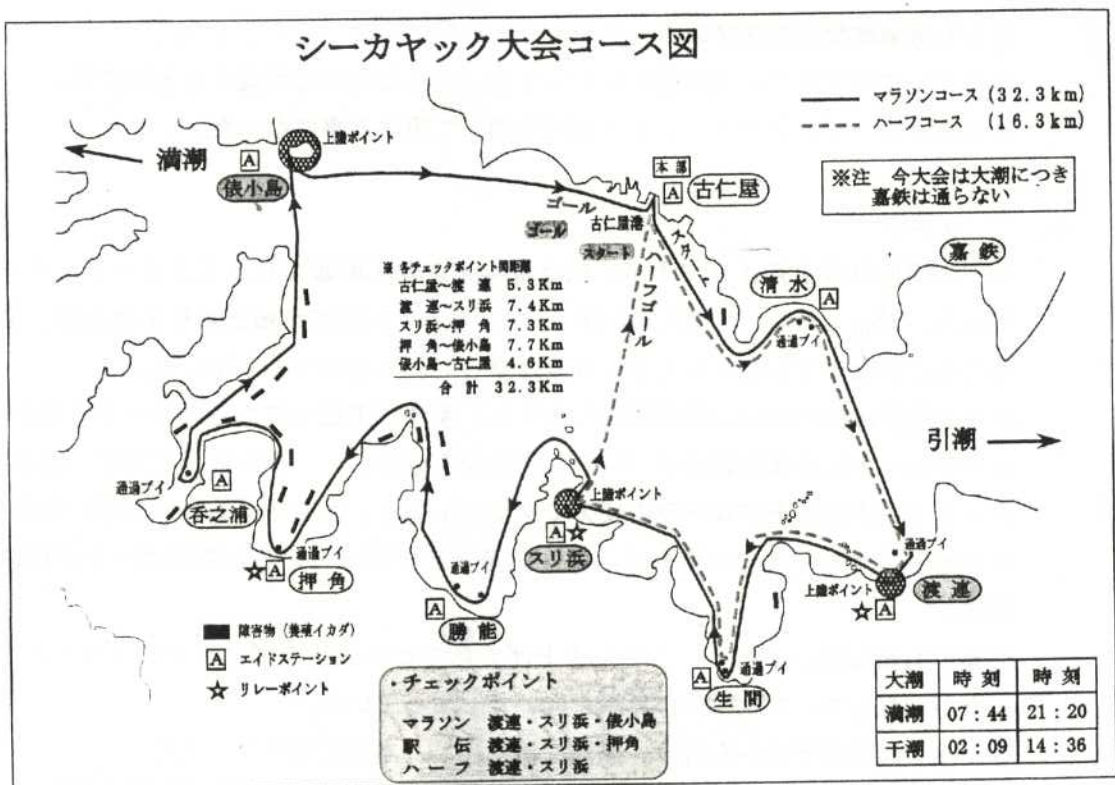 シーカヤック大会コース図
マラソンコース (32.3km)
ハーフコース (16.3km)
※注 今大会は大潮につき
嘉鉄は通らない
満潮
上陸ポイント
A
俵小島
本部
A
古仁屋
ゴール
古仁屋港
ゴール
スタート
スタート
ハーフゴール
嘉鉄
清水
A
通過ブイ
※ 各チェックポイント間距離
古仁屋~渡連 5.3Km
渡連~スリ浜 7.4Km
スリ浜~押角 7.3Km
押角~俵小島 7.7Km
俵小島~古仁屋 4.6Km
合計 32.3Km
引潮
通過ブイ
A
呑之浦
通過ブイ
☆A
押角
通過ブイ
A
勝能
上陸ポイント
A☆
スリ浜
通過ブイ
A
生間
通過ブイ
上陸ポイント
☆A
渡連
障害物 (養殖イカダ)
A エイドステーション
☆ リレーポイント
・チェックポイント
マラソン 渡連・スリ浜・俵小島
駅伝 渡連・スリ浜・押角
ハーフ 渡連・スリ浜
大潮 時刻 時刻
満潮 07:44 21:20
干潮 02:09 14:36